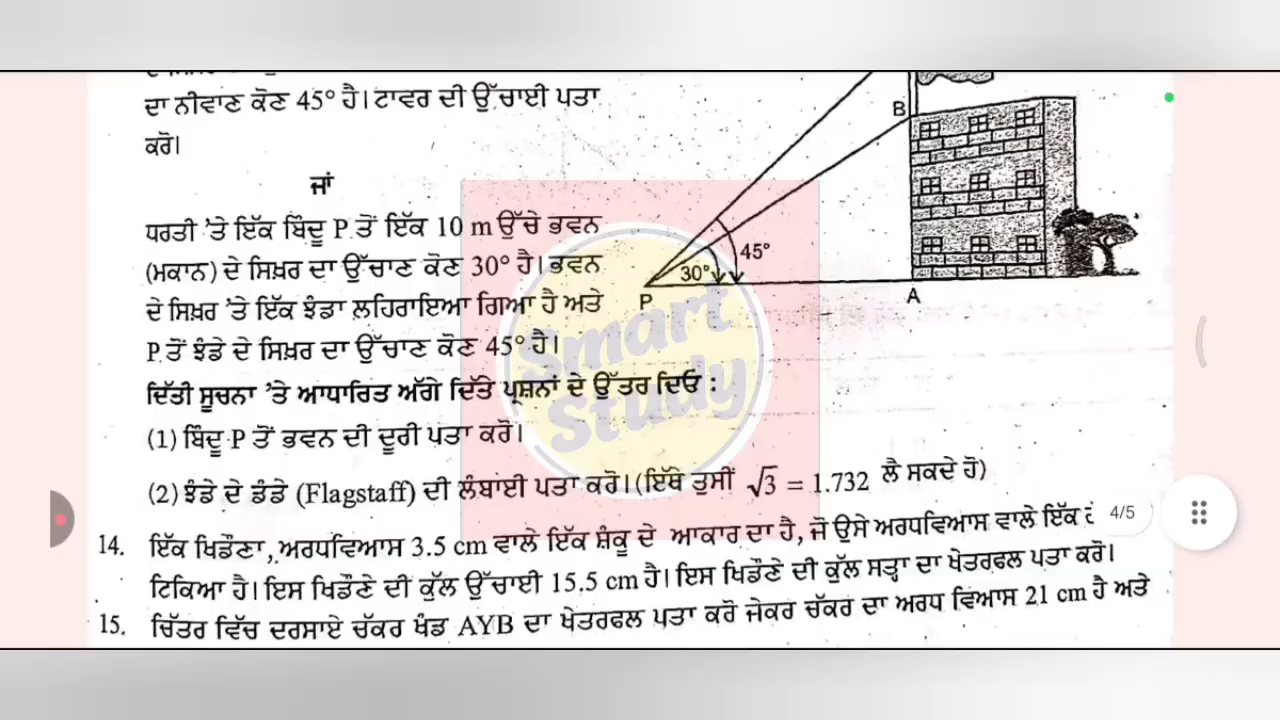 ਦਾ ਨੀਵਾਣ ਕੋਣ 45° ਹੈ। ਟਾਵਰ ਦੀ ਉੱਚਾਈ ਪਤਾ
ਕਰੋ।
ਜਾਂ
ਧਰਤੀ 'ਤੇ ਇੱਕ ਬਿੰਦੂ P ਤੋਂ ਇੱਕ 10 m ਉੱਚੇ ਭਵਨ
(ਮਕਾਨ) ਦੇ ਸਿਖ਼ਰ ਦਾ ਉੱਚਾਣ ਕੋਣ 30° ਹੈ। ਭਵਨ
ਦੇ ਸਿਖ਼ਰ 'ਤੇ ਇੱਕ ਝੰਡਾ ਲਹਿਰਾਇਆ ਗਿਆ ਹੈ ਅਤੇ
P ਤੋਂ ਝੰਡੇ ਦੇ ਸਿਖ਼ਰ ਦਾ ਉੱਚਾਣ ਕੋਣ 45° ਹੈ।
ਦਿੱਤੀ ਸੂਚਨਾ 'ਤੇ ਆਧਾਰਿਤ ਅੱਗੇ ਦਿੱਤੇ ਪ੍ਰਸ਼ਨਾਂ ਦੇ ਉੱਤਰ ਦਿਓ :
(1) ਬਿੰਦੂ P ਤੋਂ ਭਵਨ ਦੀ ਦੂਰੀ ਪਤਾ ਕਰੋ।
(2) ਝੰਡੇ ਦੇ ਡੰਡੇ (Flagstaff) ਦੀ ਲੰਬਾਈ ਪਤਾ ਕਰੋ। (ਇੱਥੇ ਤੁਸੀਂ √3 = 1.732 ਲੈ ਸਕਦੇ ਹੋ)
14. ਇੱਕ ਖਿਡੌਣਾ, ਅਰਧਵਿਆਸ 3.5 cm ਵਾਲੇ ਇੱਕ ਸ਼ੰਕੂ ਦੇ ਆਕਾਰ ਦਾ ਹੈ, ਜੋ ਉਸੇ ਅਰਧਵਿਆਸ ਵਾਲੇ ਇੱਕ
ਟਿਕਿਆ ਹੈ। ਇਸ ਖਿਡੌਣੇ ਦੀ ਕੁੱਲ ਉੱਚਾਈ 15.5 cm ਹੈ। ਇਸ ਖਿਡੌਣੇ ਦੀ ਕੁੱਲ ਸਤ੍ਹਾ ਦਾ ਖੇਤਰਫਲ ਪਤਾ ਕਰੋ।
15. ਚਿੱਤਰ ਵਿੱਚ ਦਰਸਾਏ ਚੱਕਰ ਖੰਡ AYB ਦਾ ਖੇਤਰਫਲ ਪਤਾ ਕਰੋ ਜੇਕਰ ਚੱਕਰ ਦਾ ਅਰਧ ਵਿਆਸ 21 cm ਹੈ ਅਤੇ
B
45°
30°
P
A
Smart
Study
4/5